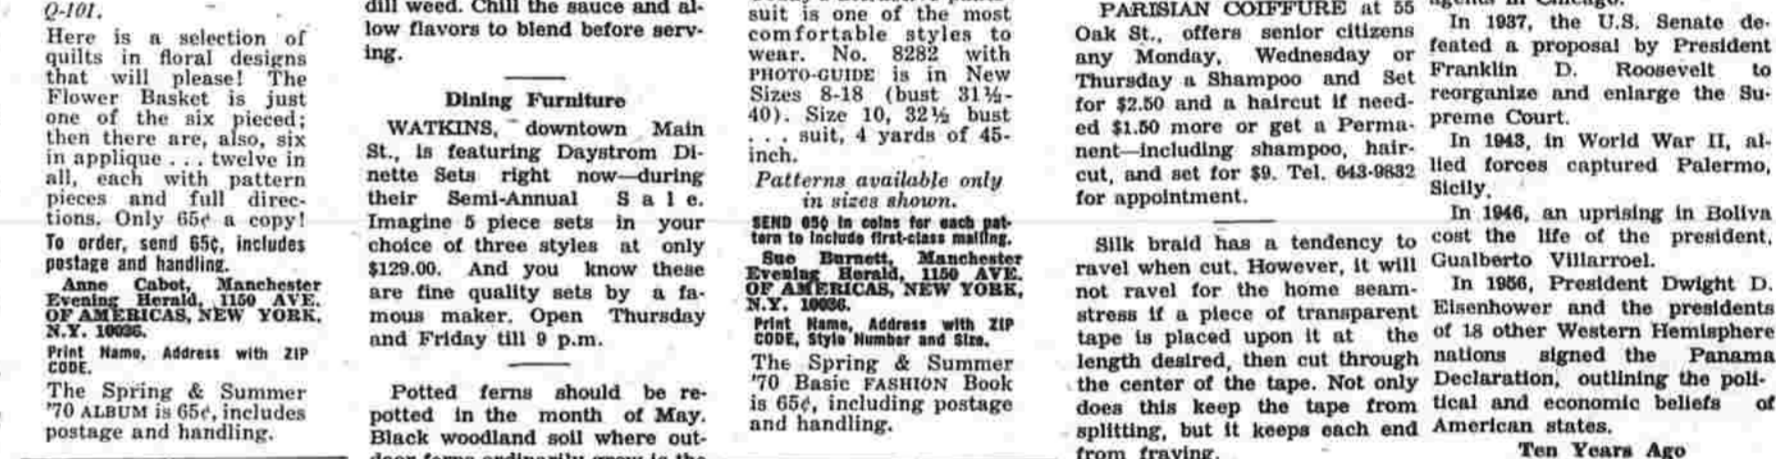 Q-101.
Here is a selection of
quilts in floral designs
that will please! The
Flower Basket is just
one of the six pieced;
then there are, also, six
in applique . . . twelve in
all, each with pattern
pieces and full direc-
tions. Only 65¢ a copy!
To order, send 65¢, includes
postage and handling.
Anne Cabot, Manchester
Evening Herald, 1150 AVE.
OF AMERICAS, NEW YORK,
N.Y. 10036.
Print Name, Address with ZIP
CODE.
The Spring & Summer
'70 ALBUM is 65¢, includes
postage and handling.
dill weed. Chill the sauce and al-
low flavors to blend before serv-
ing.
Dining Furniture
WATKINS, downtown Main
St., is featuring Daystrom Di-
nette Sets right now—during
their Semi-Annual S a l e.
Imagine 5 piece sets in your
choice of three styles at only
$129.00. And you know these
are fine quality sets by a fa-
mous maker. Open Thursday
and Friday till 9 p.m.
Potted ferns should be re-
potted in the month of May.
Black woodland soil where out-
door ferns ordinarily grow is the
suit is one of the most
comfortable styles to
wear. No. 8282 with
PHOTO-GUIDE is in New
Sizes 8-18 (bust 31½-
40). Size 10, 32½ bust
. . . suit, 4 yards of 45-
inch.
Patterns available only
in sizes shown.
SEND 65¢ in coins for each pat-
tern to include first-class mailing.
Sue Burnett, Manchester
Evening Herald, 1150 AVE.
OF AMERICAS, NEW YORK,
N.Y. 10036.
Print Name, Address with ZIP
CODE, Style Number and Size.
The Spring & Summer
'70 Basic FASHION Book
is 65¢, including postage
and handling.
PARISIAN COIFFURE at 55
Oak St., offers senior citizens
any Monday, Wednesday or
Thursday a Shampoo and Set
for $2.50 and a haircut if need-
ed $1.50 more or get a Perma-
nent—including shampoo, hair-
cut, and set for $9. Tel. 643-9832
for appointment.
Silk braid has a tendency to
ravel when cut. However, it will
not ravel for the home seam-
stress if a piece of transparent
tape is placed upon it at the
length desired, then cut through
the center of the tape. Not only
does this keep the tape from
splitting, but it keeps each end
from fraying.
agents in Chicago.
In 1937, the U.S. Senate de-
feated a proposal by President
Franklin D. Roosevelt to
reorganize and enlarge the Su-
preme Court.
In 1943, in World War II, al-
lied forces captured Palermo,
Sicily.
In 1946, an uprising in Boliva
cost the life of the president,
Gualberto Villarroel.
In 1956, President Dwight D.
Eisenhower and the presidents
of 18 other Western Hemisphere
nations signed the Panama
Declaration, outlining the poli-
tical and economic beliefs of
American states.
Ten Years Ago